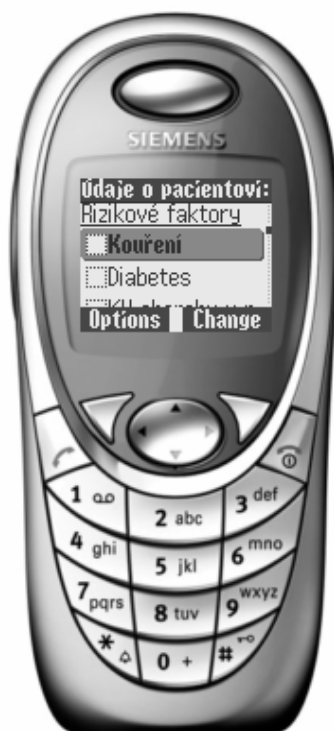 SIEMENS
Údaje o pacientovi:
Rizikové faktory
Kouření
Diabetes
Options Change
1
2 abc
3 def
4 ghi
5 jkl
6 mno
7 pqrs
8 tuv
9 wxyz
*
0 +
#